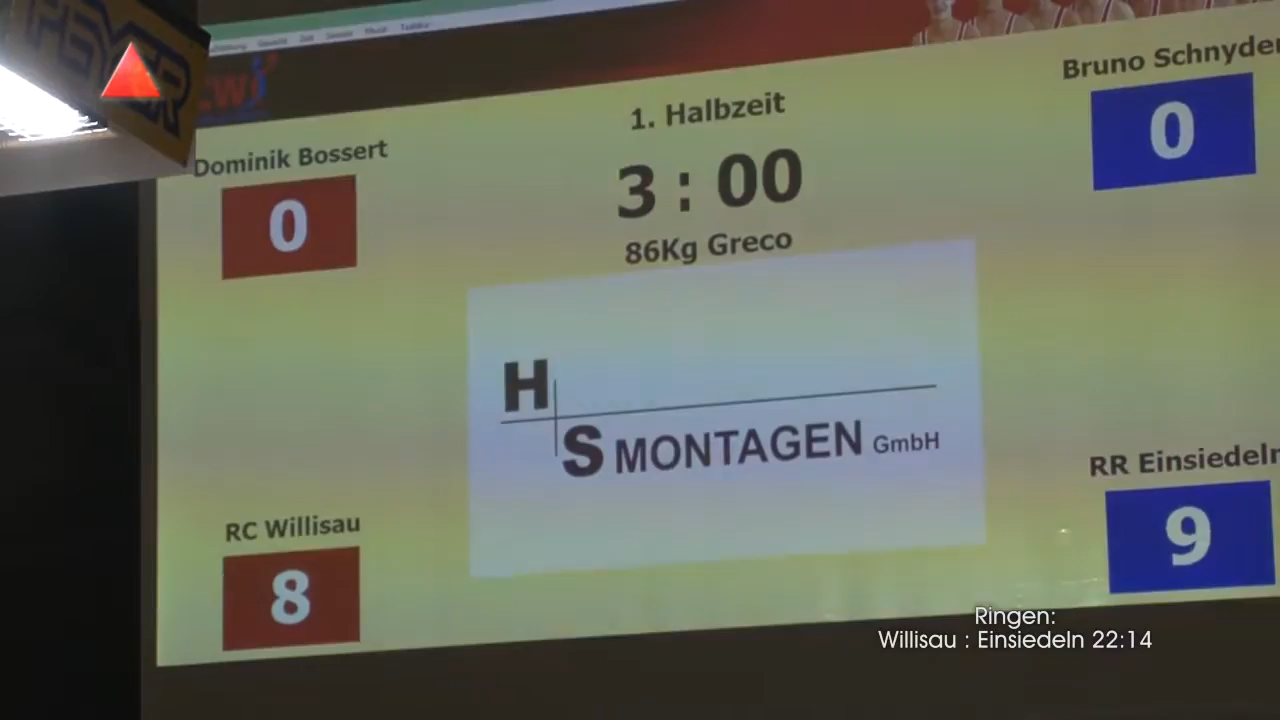 Bruno Schnyder
1. Halbzeit
0
Dominik Bossert
3 : 00
0
86Kg Greco
H
S MONTAGEN GmbH
RR Einsiedeln
RC Willisau
9
8
Ringen:
Willisau : Einsiedeln 22:14